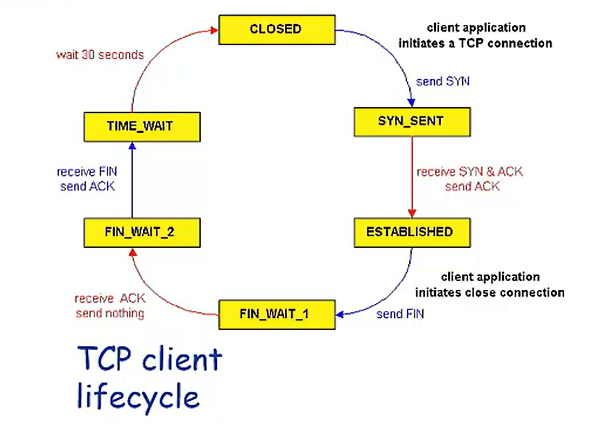 CLOSED
client application
initiates a TCP connection
wait 30 seconds
send SYN
TIME_WAIT
SYN_SENT
receive FIN
send ACK
receive SYN & ACK
send ACK
FIN_WAIT_2
ESTABLISHED
client application
initiates close connection
receive ACK
send nothing
FIN_WAIT_1
send FIN
TCP client
lifecycle